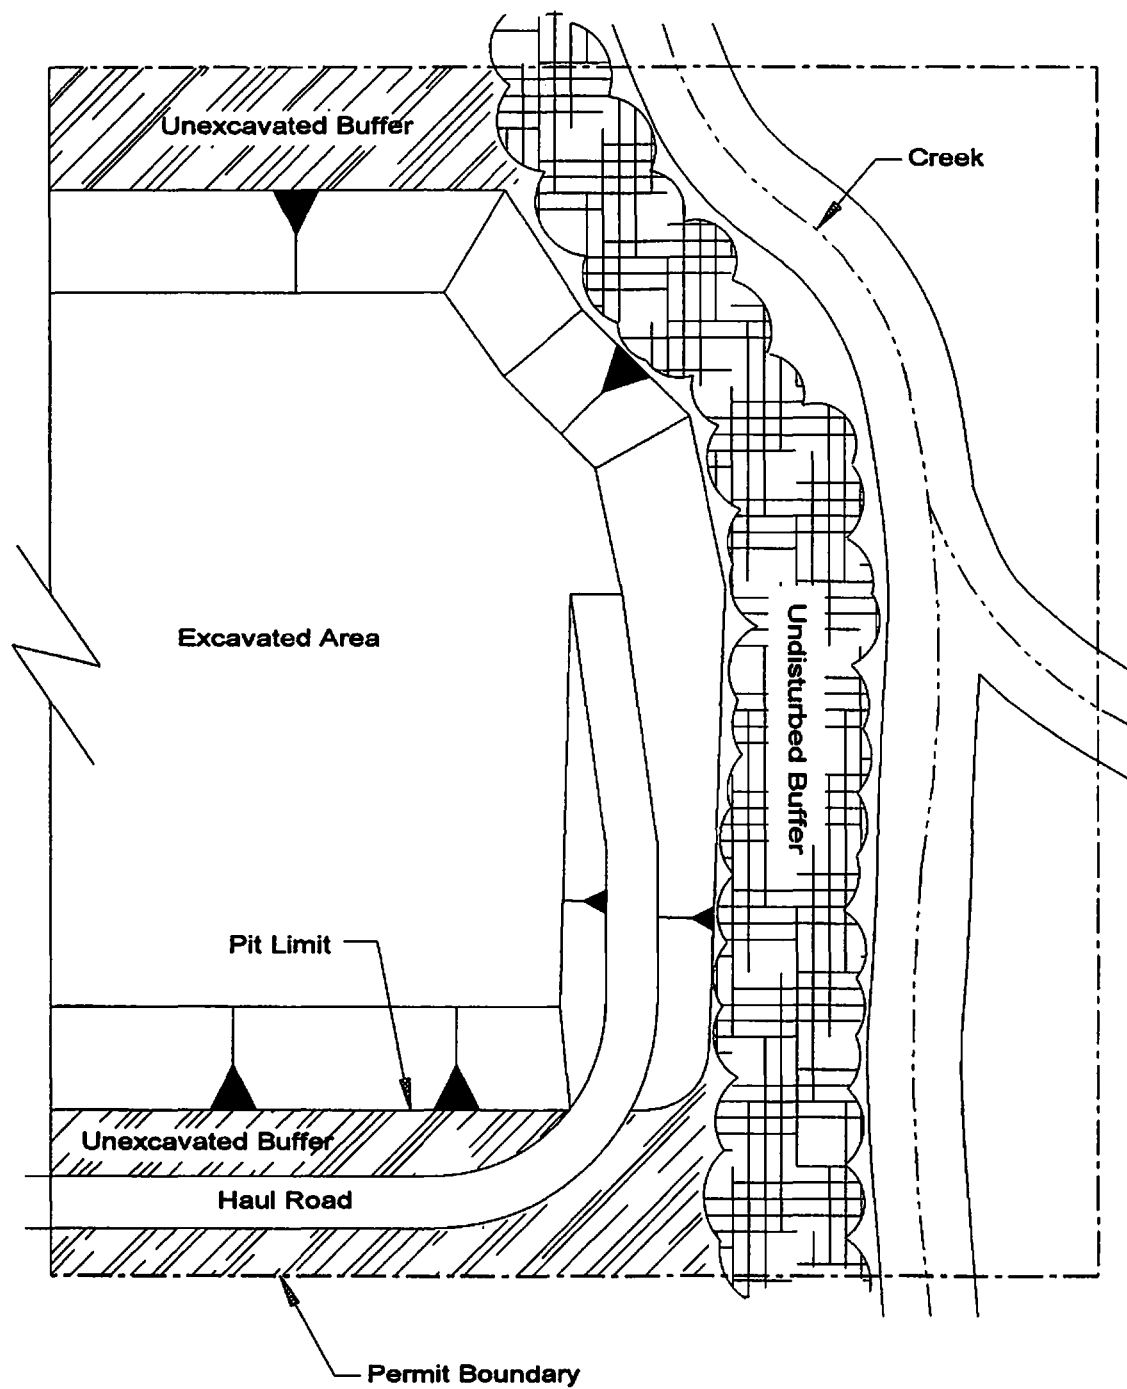 Unexcavated Buffer
Creek
Excavated Area
Undisturbed Buffer
Pit Limit
Unexcavated Buffer
Haul Road
Permit Boundary